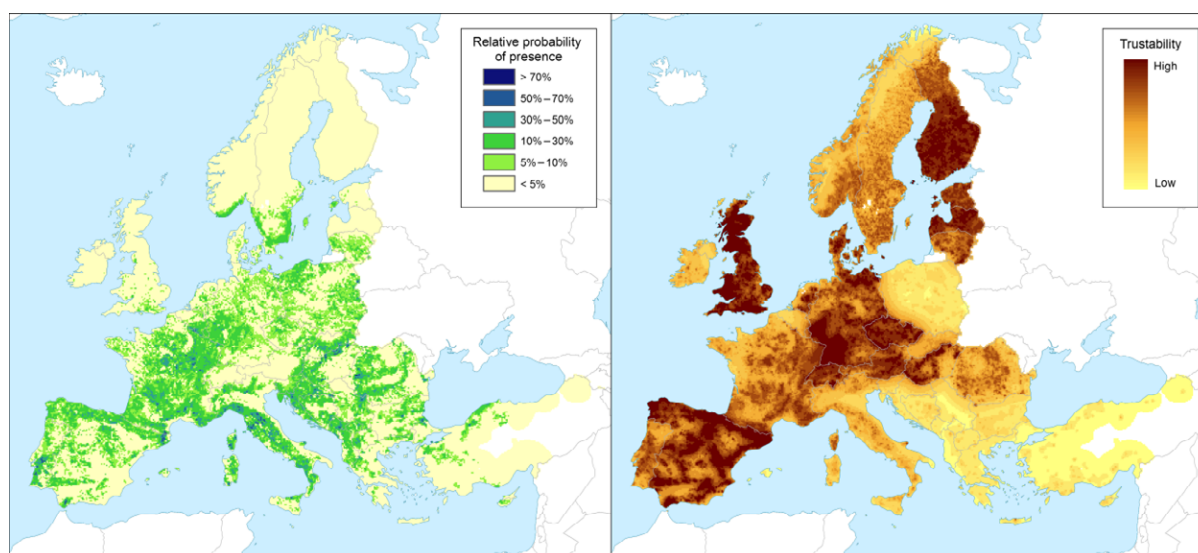 Relative probability
of presence
> 70%
50%–70%
30%–50%
10%–30%
5%–10%
< 5%
Trustability
High
Low